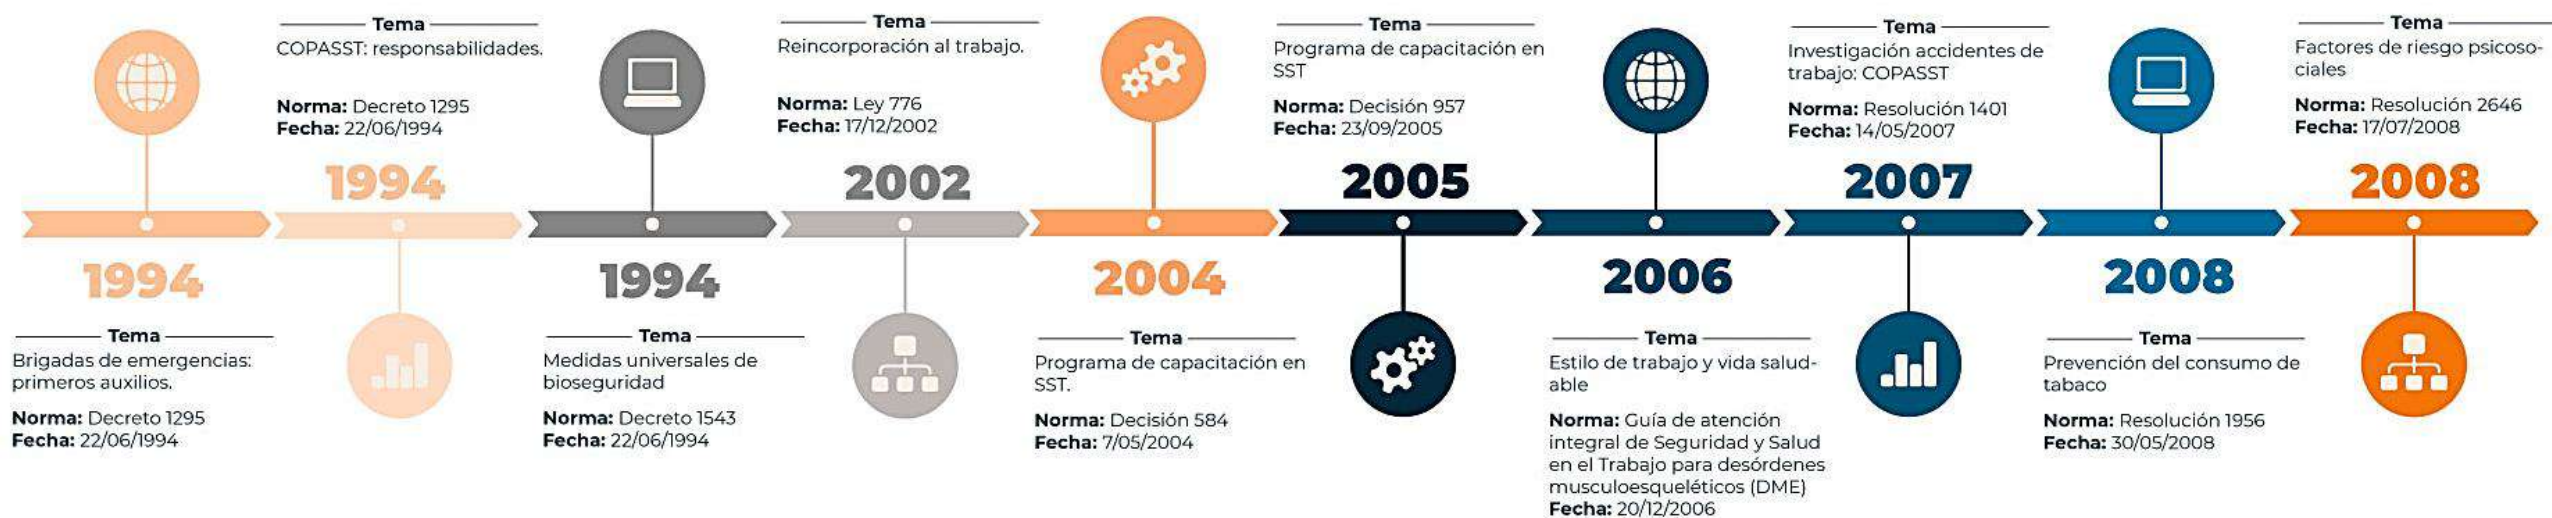 Tema
Brigadas de emergencias:
primeros auxilios.
Norma: Decreto 1295
Fecha: 22/06/1994
1994
Tema
COPASST: responsabilidades.
Norma: Decreto 1295
Fecha: 22/06/1994
1994
1994
Tema
Medidas universales de
bioseguridad
Norma: Decreto 1543
Fecha: 22/06/1994
Tema
Reincorporación al trabajo.
Norma: Ley 776
Fecha: 17/12/2002
2002
2004
Tema
Programa de capacitación en
SST.
Norma: Decisión 584
Fecha: 7/05/2004
Tema
Programa de capacitación en
SST
Norma: Decisión 957
Fecha: 23/09/2005
2005
2006
Tema
Estilo de trabajo y vida salud-
able
Norma: Guía de atención
integral de Seguridad y Salud
en el Trabajo para desórdenes
musculoesqueléticos (DME)
Fecha: 20/12/2006
Tema
Investigación accidentes de
trabajo: COPASST
Norma: Resolución 1401
Fecha: 14/05/2007
2007
2008
Tema
Prevención del consumo de
tabaco
Norma: Resolución 1956
Fecha: 30/05/2008
Tema
Factores de riesgo psicoso-
ciales
Norma: Resolución 2646
Fecha: 17/07/2008
2008